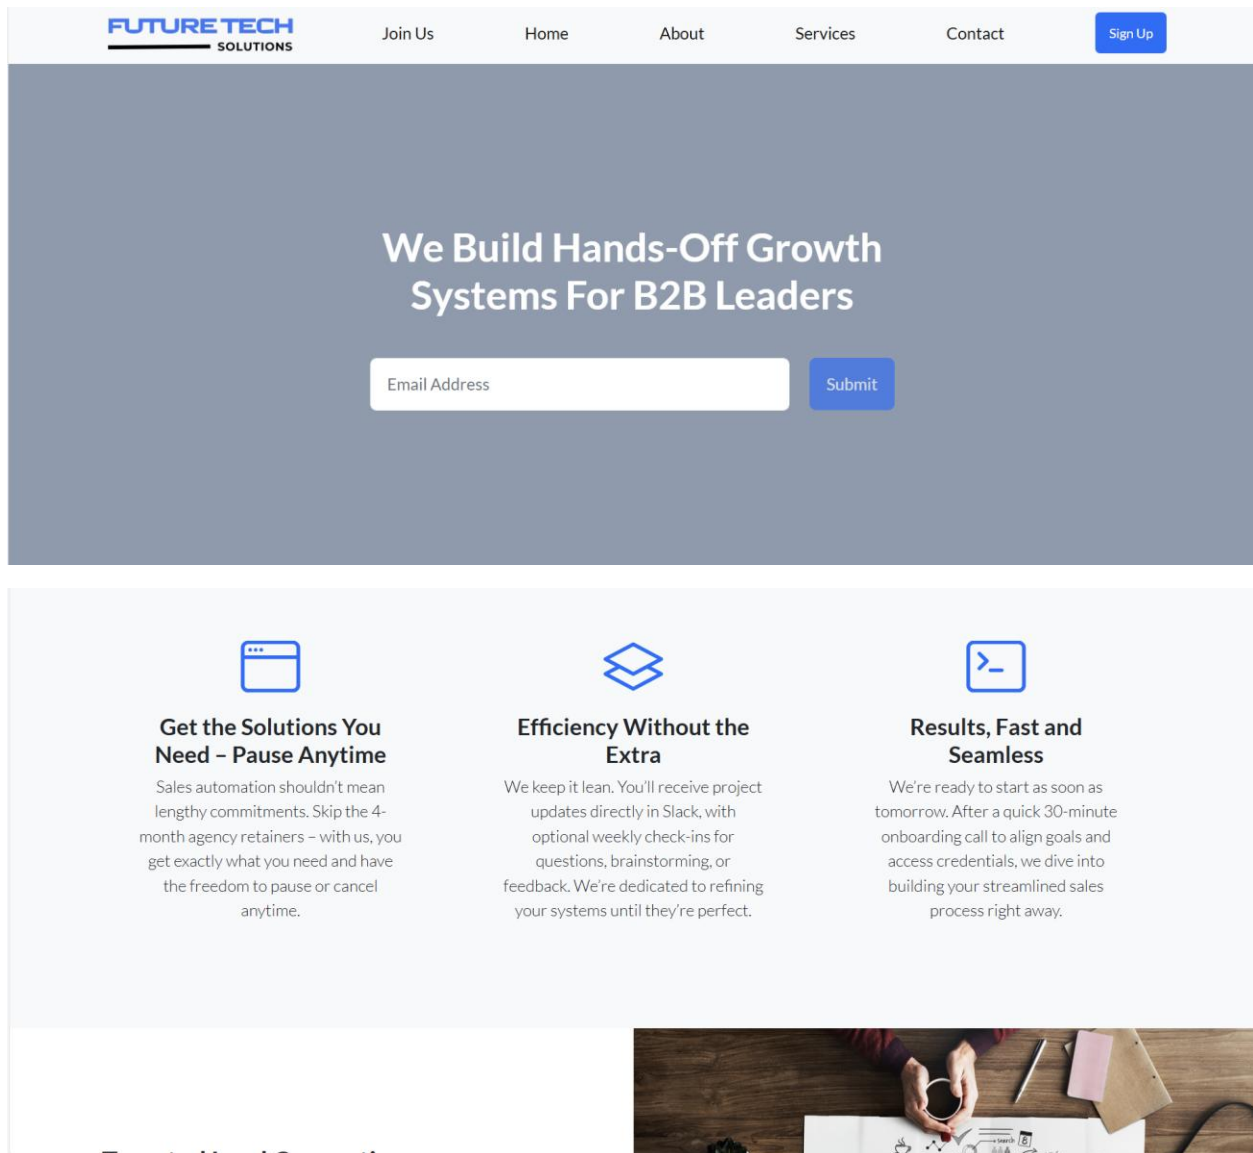 FUTURE TECH
SOLUTIONS
Join Us
Home
About
Services
Contact
Sign Up
We Build Hands-Off Growth
Systems For B2B Leaders
Email Address
Submit
Get the Solutions You
Need – Pause Anytime
Sales automation shouldn't mean
lengthy commitments. Skip the 4-
month agency retainers – with us, you
get exactly what you need and have
the freedom to pause or cancel
anytime.
Efficiency Without the
Extra
We keep it lean. You'll receive project
updates directly in Slack, with
optional weekly check-ins for
questions, brainstorming, or
feedback. We're dedicated to refining
your systems until they're perfect.
Results, Fast and
Seamless
We're ready to start as soon as
tomorrow. After a quick 30-minute
onboarding call to align goals and
access credentials, we dive into
building your streamlined sales
process right away.
Search